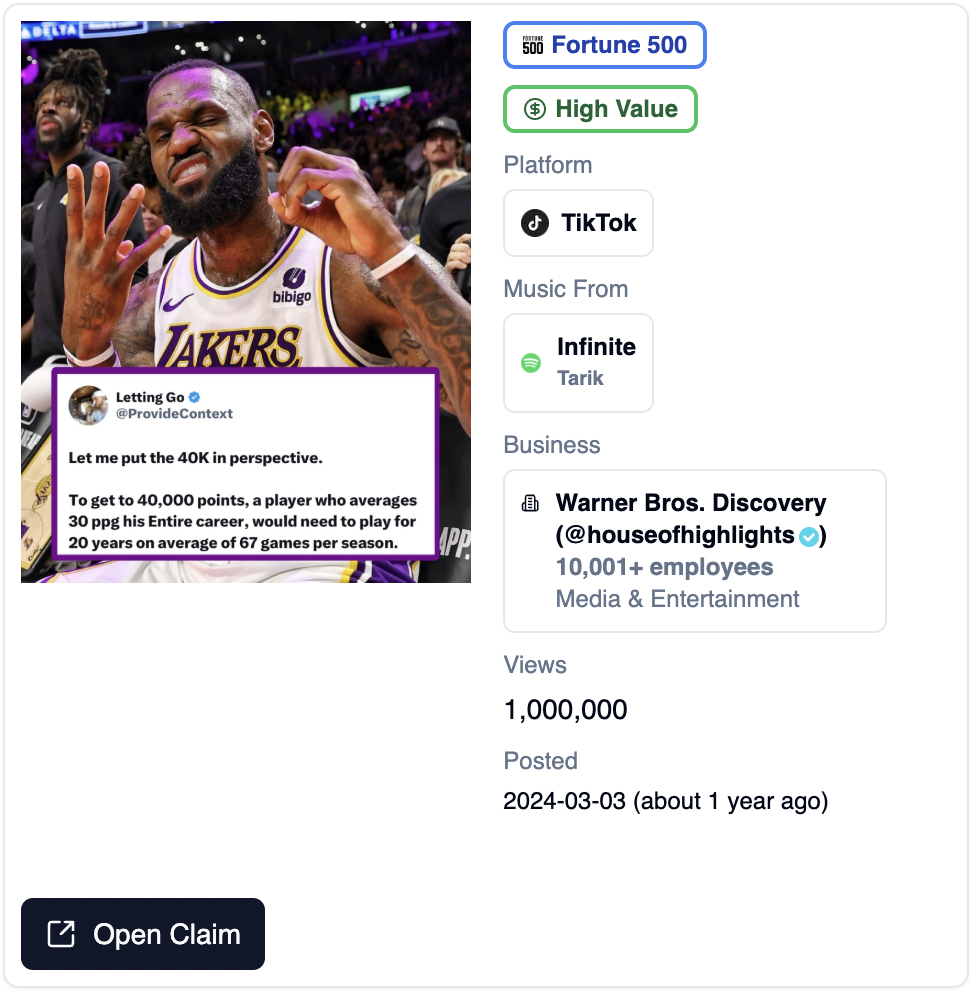 DELTA
bibigo
LAKERS
Letting Go
@ProvideContext
Let me put the 40K in perspective.
To get to 40,000 points, a player who averages
30 ppg his Entire career, would need to play for
20 years on average of 67 games per season.
APP.
FORTUNE
500
Fortune 500
High Value
Platform
TikTok
Music From
Infinite
Tarik
Business
Warner Bros. Discovery
(@houseofhighlights)
10,001+ employees
Media & Entertainment
Views
1,000,000
Posted
2024-03-03 (about 1 year ago)
Open Claim